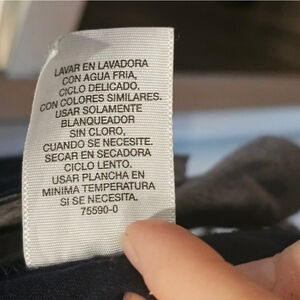 LAVAR EN LAVADORA
CON AGUA FRIA,
CICLO DELICADO.
CON COLORES SIMILARES.
USAR SOLAMENTE
BLANQUEADOR
SIN CLORO,
CUANDO SE NECESITE.
SECAR EN SECADORA
CICLO LENTO.
USAR PLANCHA EN
MINIMA TEMPERATURA
SI SE NECESITA.
75590-0